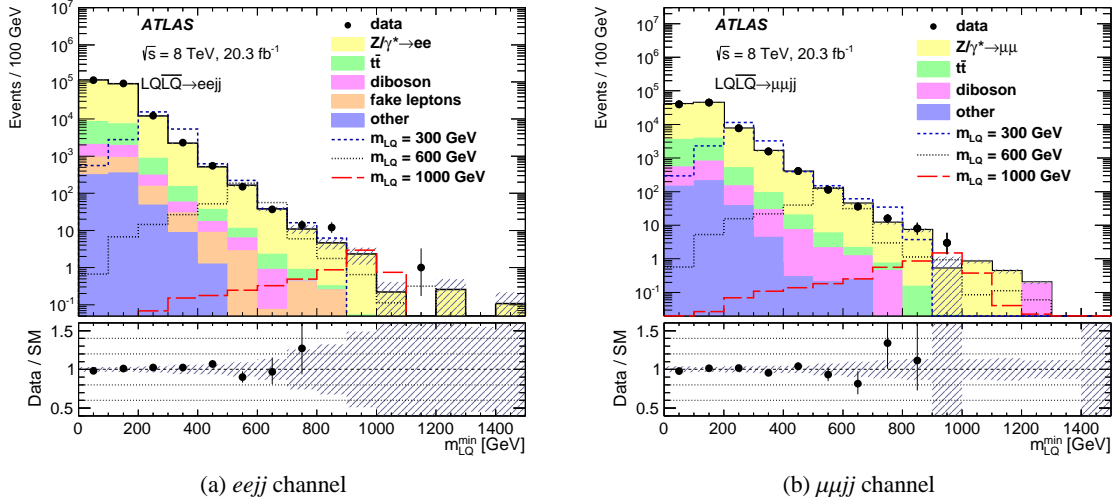 Events / 100 GeV
10⁷
10⁶
10⁵
10⁴
10³
10²
10
1
10⁻¹
ATLAS
√s = 8 TeV, 20.3 fb⁻¹
LQL̅Q̅→eejj
data
Z/γ*→ee
tt̅
diboson
fake leptons
other
m_LQ = 300 GeV
m_LQ = 600 GeV
m_LQ = 1000 GeV
Data / SM
1.5
1
0.5
0 200 400 600 800 1000 1200 1400
m_LQ^min [GeV]
(a) eejj channel
Events / 100 GeV
10⁷
10⁶
10⁵
10⁴
10³
10²
10
1
10⁻¹
ATLAS
√s = 8 TeV, 20.3 fb⁻¹
LQL̅Q̅→μμjj
data
Z/γ*→μμ
tt̅
diboson
other
m_LQ = 300 GeV
m_LQ = 600 GeV
m_LQ = 1000 GeV
Data / SM
1.5
1
0.5
0 200 400 600 800 1000 1200 1400
m_LQ^min [GeV]
(b) μμjj channel